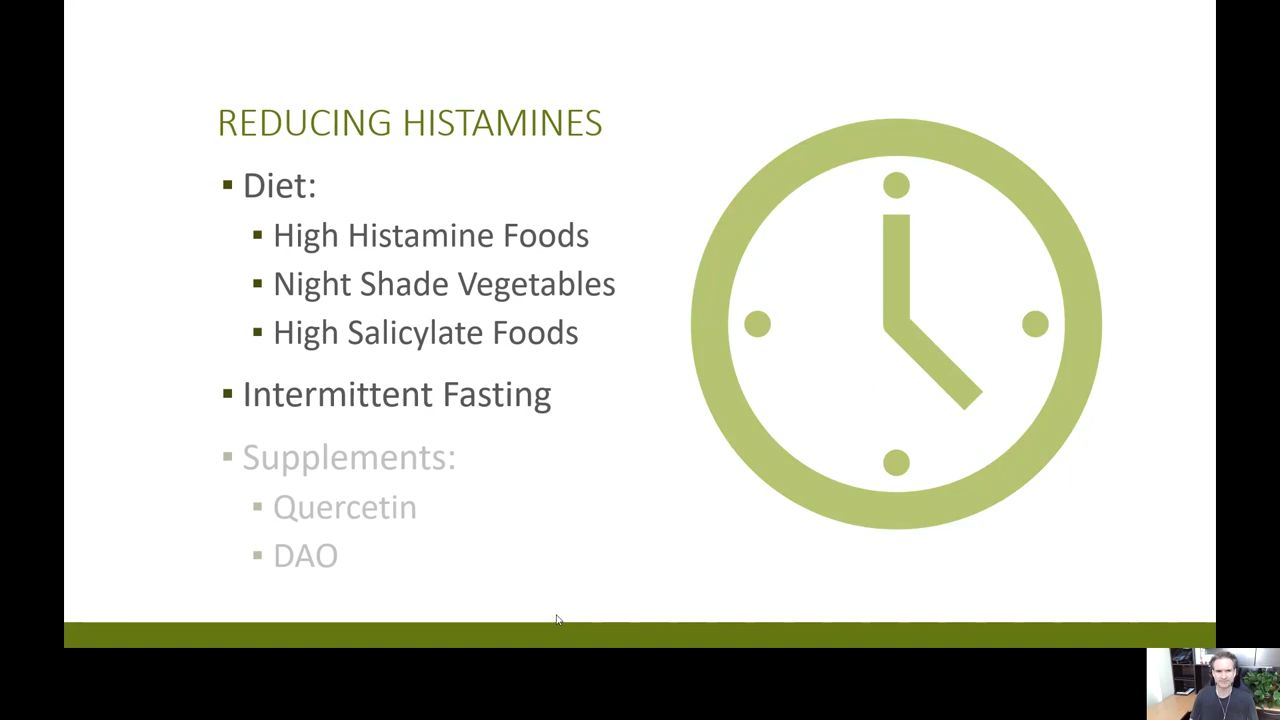 REDUCING HISTAMINES
Diet:
High Histamine Foods
Night Shade Vegetables
High Salicylate Foods
Intermittent Fasting
Supplements:
Quercetin
DAO